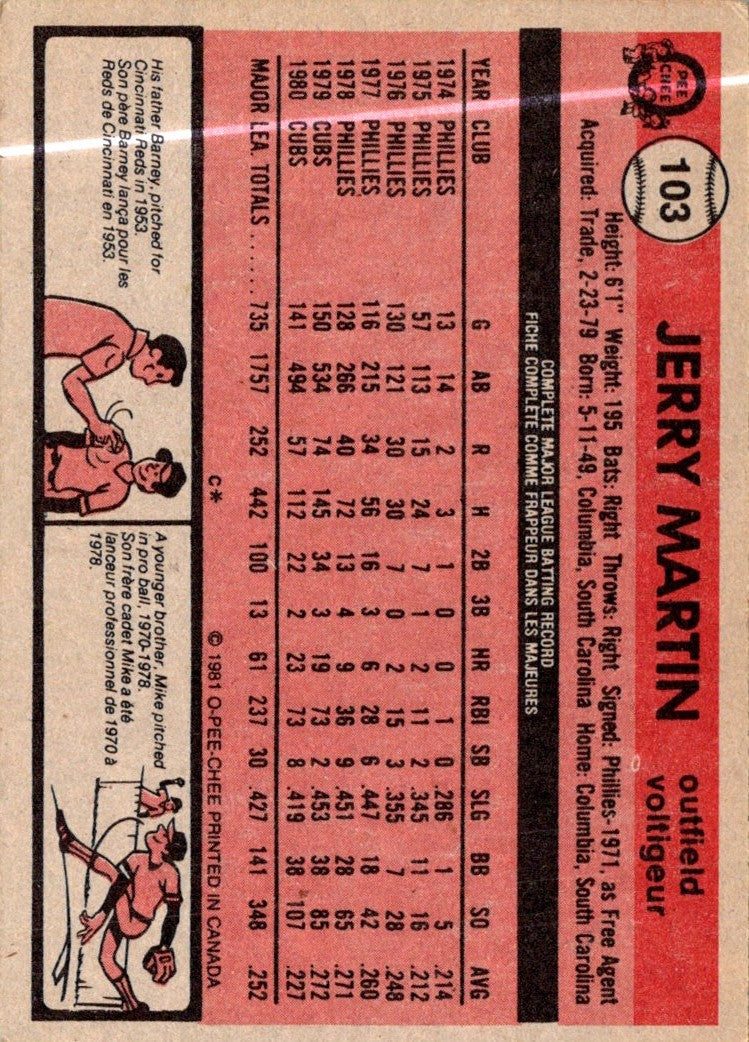 O
PEE
CHEE
103
JERRY MARTIN
outfield
voltigeur
Height: 6'1" Weight: 195 Bats: Right Throws: Right Signed: Phillies-1971, as Free Agent
Acquired: Trade, 2-23-79 Born: 5-11-49, Columbia, South Carolina Home: Columbia, South Carolina
COMPLETE MAJOR LEAGUE BATTING RECORD
FICHE COMPLETE COMME FRAPPEUR DANS LES MAJEURES
YEAR CLUB G AB R H 2B 3B HR RBI SB SLG BB SO AVG
1974 PHILLIES 13 14 2 3 1 0 0 1 0 .286 1 5 .214
1975 PHILLIES 57 113 15 24 7 1 2 11 2 .345 11 16 .212
1976 PHILLIES 130 121 30 30 7 0 2 15 3 .355 7 28 .248
1977 PHILLIES 116 215 34 56 16 3 6 28 6 .447 18 42 .260
1978 PHILLIES 128 266 40 72 13 4 9 36 9 .451 28 65 .271
1979 CUBS 150 534 74 145 34 3 19 73 2 .453 38 85 .272
1980 CUBS 141 494 57 112 22 2 23 73 8 .419 38 107 .227
MAJOR LEA. TOTALS...... 735 1757 252 442 100 13 61 237 30 .427 141 348 .252
C* © 1981 O-PEE-CHEE PRINTED IN CANADA
His father Barney, pitched for
Cincinnati Reds in 1953.
Son père Barney lança pour les
Reds de Cincinnati en 1953.
A younger brother, Mike pitched
in pro ball, 1970-1978.
Son frère cadet Mike a été
lanceur professionnel de 1970 à
1978.